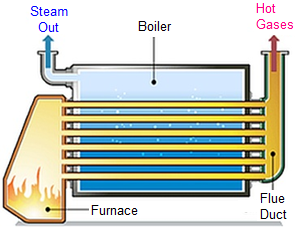 Steam
Out
Boiler
Hot
Gases
Furnace
Flue
Duct